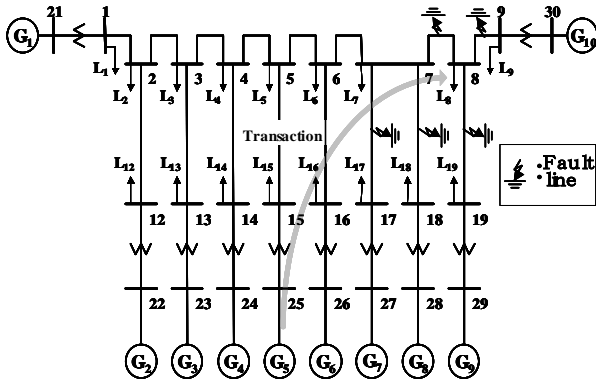 21 1 9 30
G1 G10
L1 2 3 4 5 6 7 8 L9
L2 L3 L4 L5 L6 L7 L8
Transaction
:Fault
line
L12 L13 L14 L15 L16 L17 L18 L19
12 13 14 15 16 17 18 19
22 23 24 25 26 27 28 29
G2 G3 G4 G5 G6 G7 G8 G9